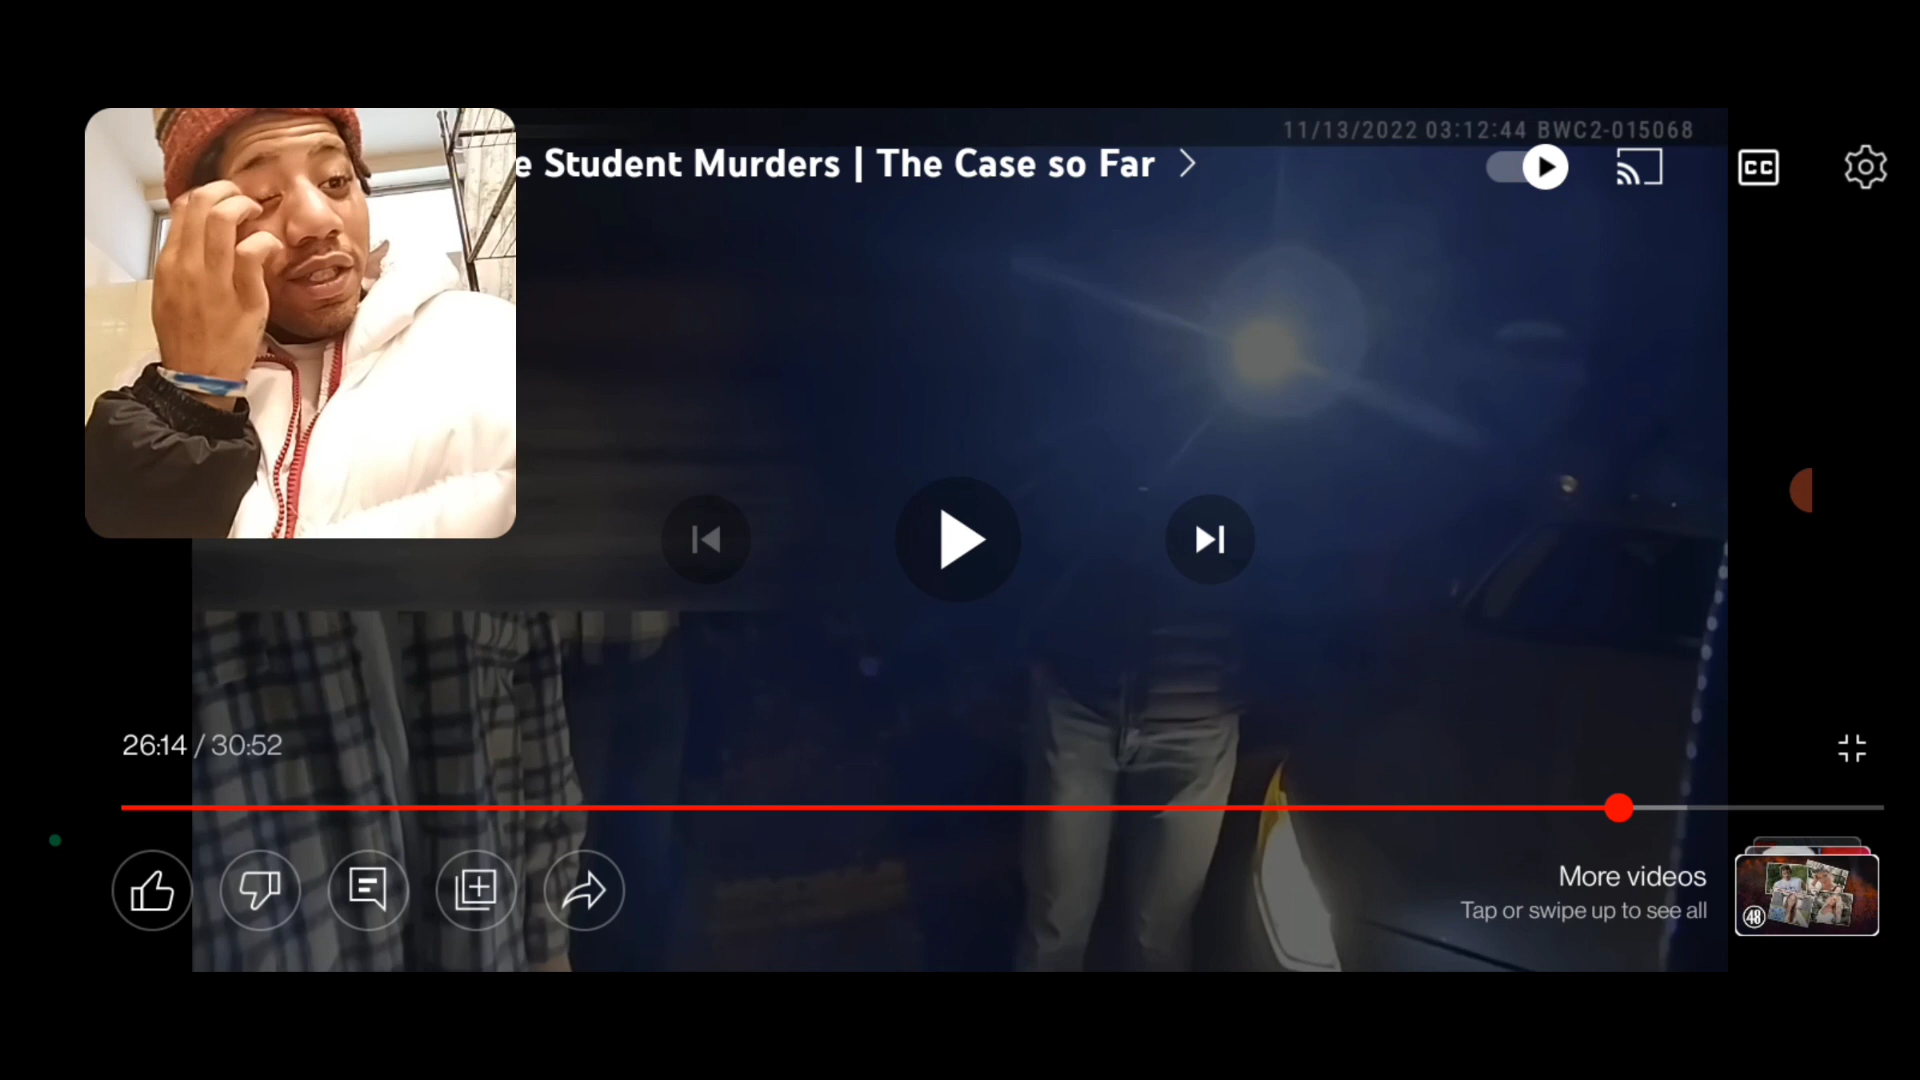 11/13/2022 03:12:44 BWC2-015068
e Student Murders | The Case so Far
CC
26:14 / 30:52
More videos
Tap or swipe up to see all
48